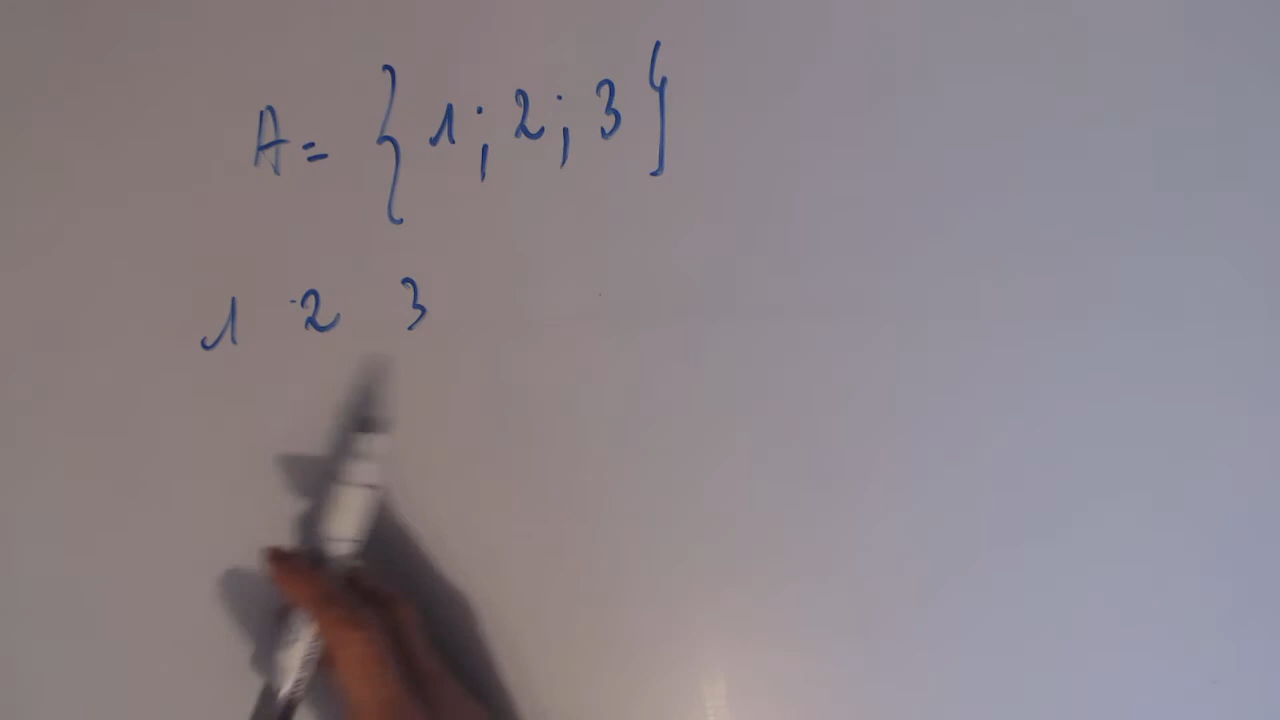 A = { 1 ; 2 ; 3 }
1 2 3